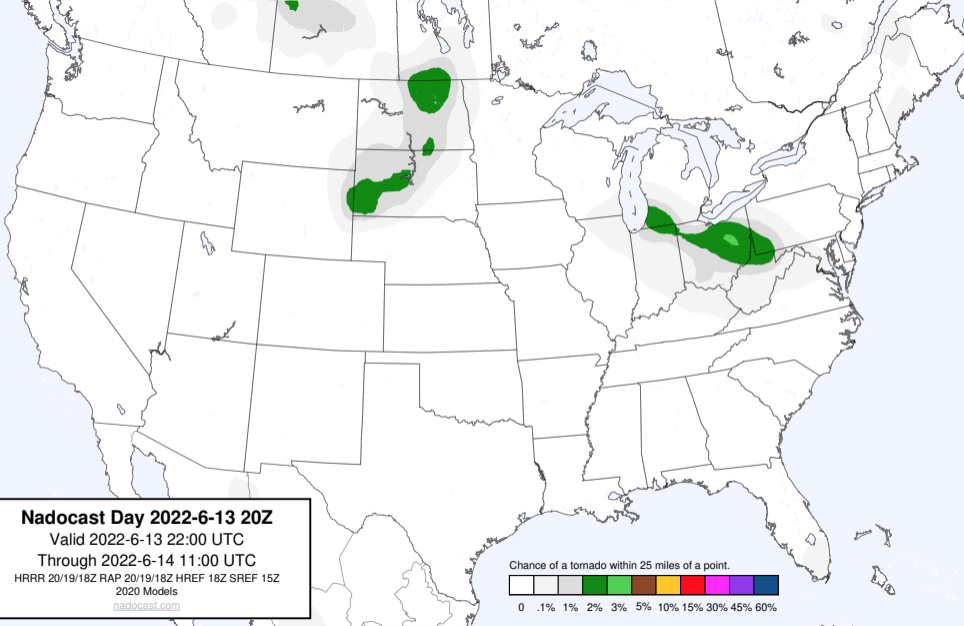 Nadocast Day 2022-6-13 20Z
Valid 2022-6-13 22:00 UTC
Through 2022-6-14 11:00 UTC
HRRR 20/19/18Z RAP 20/19/18Z HREF 18Z SREF 15Z
2020 Models
nadocast.com
Chance of a tornado within 25 miles of a point.
0 .1% 1% 2% 3% 5% 10% 15% 30% 45% 60%